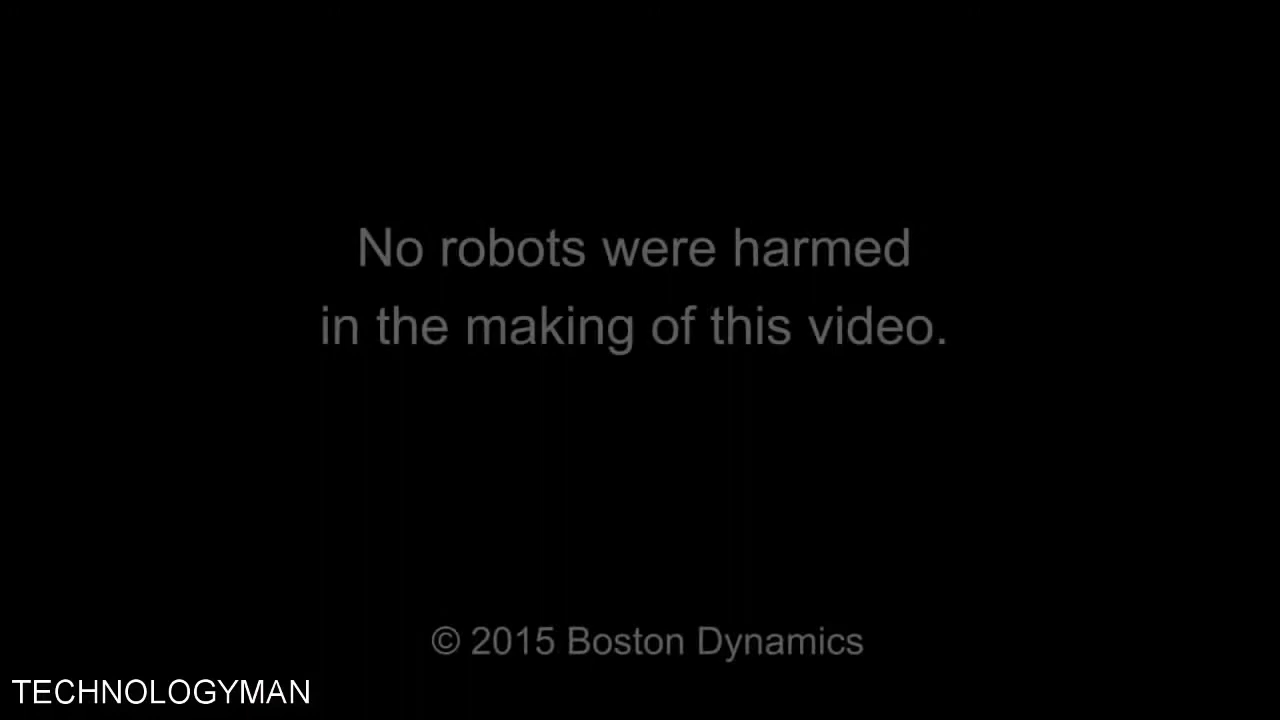 No robots were harmed
in the making of this video.
© 2015 Boston Dynamics
TECHNOLOGYMAN